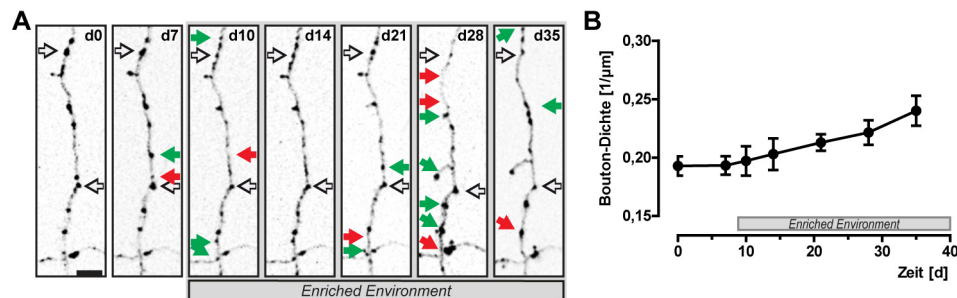 A
d0
d7
d10
d14
d21
d28
d35
Enriched Environment
B
Bouton-Dichte [1/µm]
0,30
0,25
0,20
0,15
Enriched Environment
0
10
20
30
40
Zeit [d]